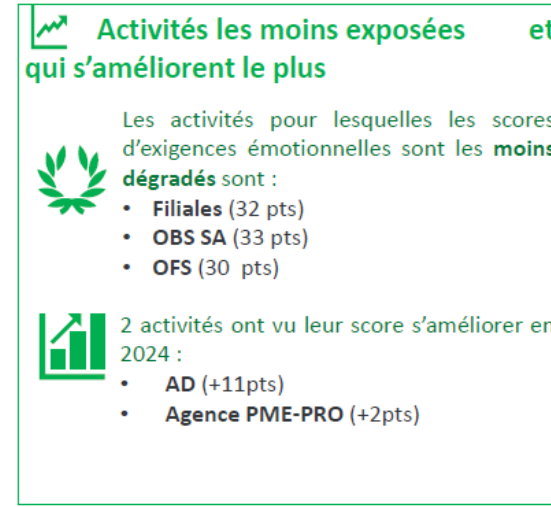 Activités les moins exposées et
qui s’améliorent le plus
Les activités pour lesquelles les scores
d’exigences émotionnelles sont les moins
dégradés sont :
• Filiales (32 pts)
• OBS SA (33 pts)
• OFS (30 pts)
2 activités ont vu leur score s’améliorer en
2024 :
• AD (+11pts)
• Agence PME-PRO (+2pts)